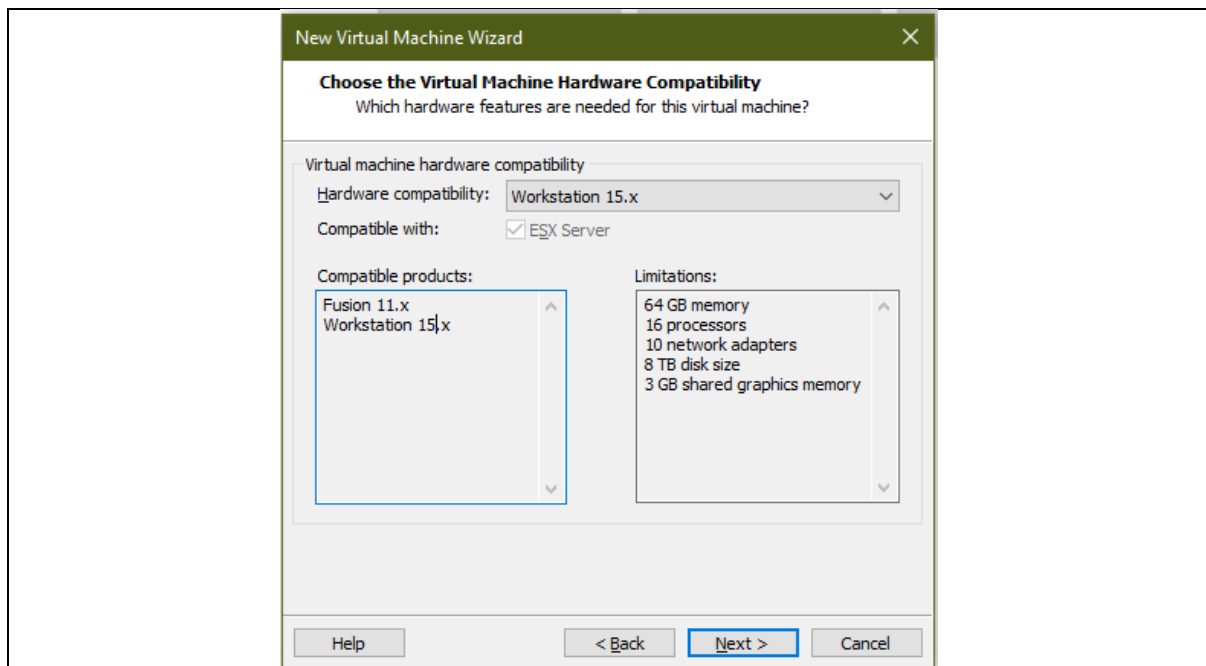 New Virtual Machine Wizard
Choose the Virtual Machine Hardware Compatibility
Which hardware features are needed for this virtual machine?
Virtual machine hardware compatibility
Hardware compatibility: Workstation 15.x
Compatible with: ESX Server
Compatible products:
Fusion 11.x
Workstation 15.x
Limitations:
64 GB memory
16 processors
10 network adapters
8 TB disk size
3 GB shared graphics memory
Help < Back Next > Cancel